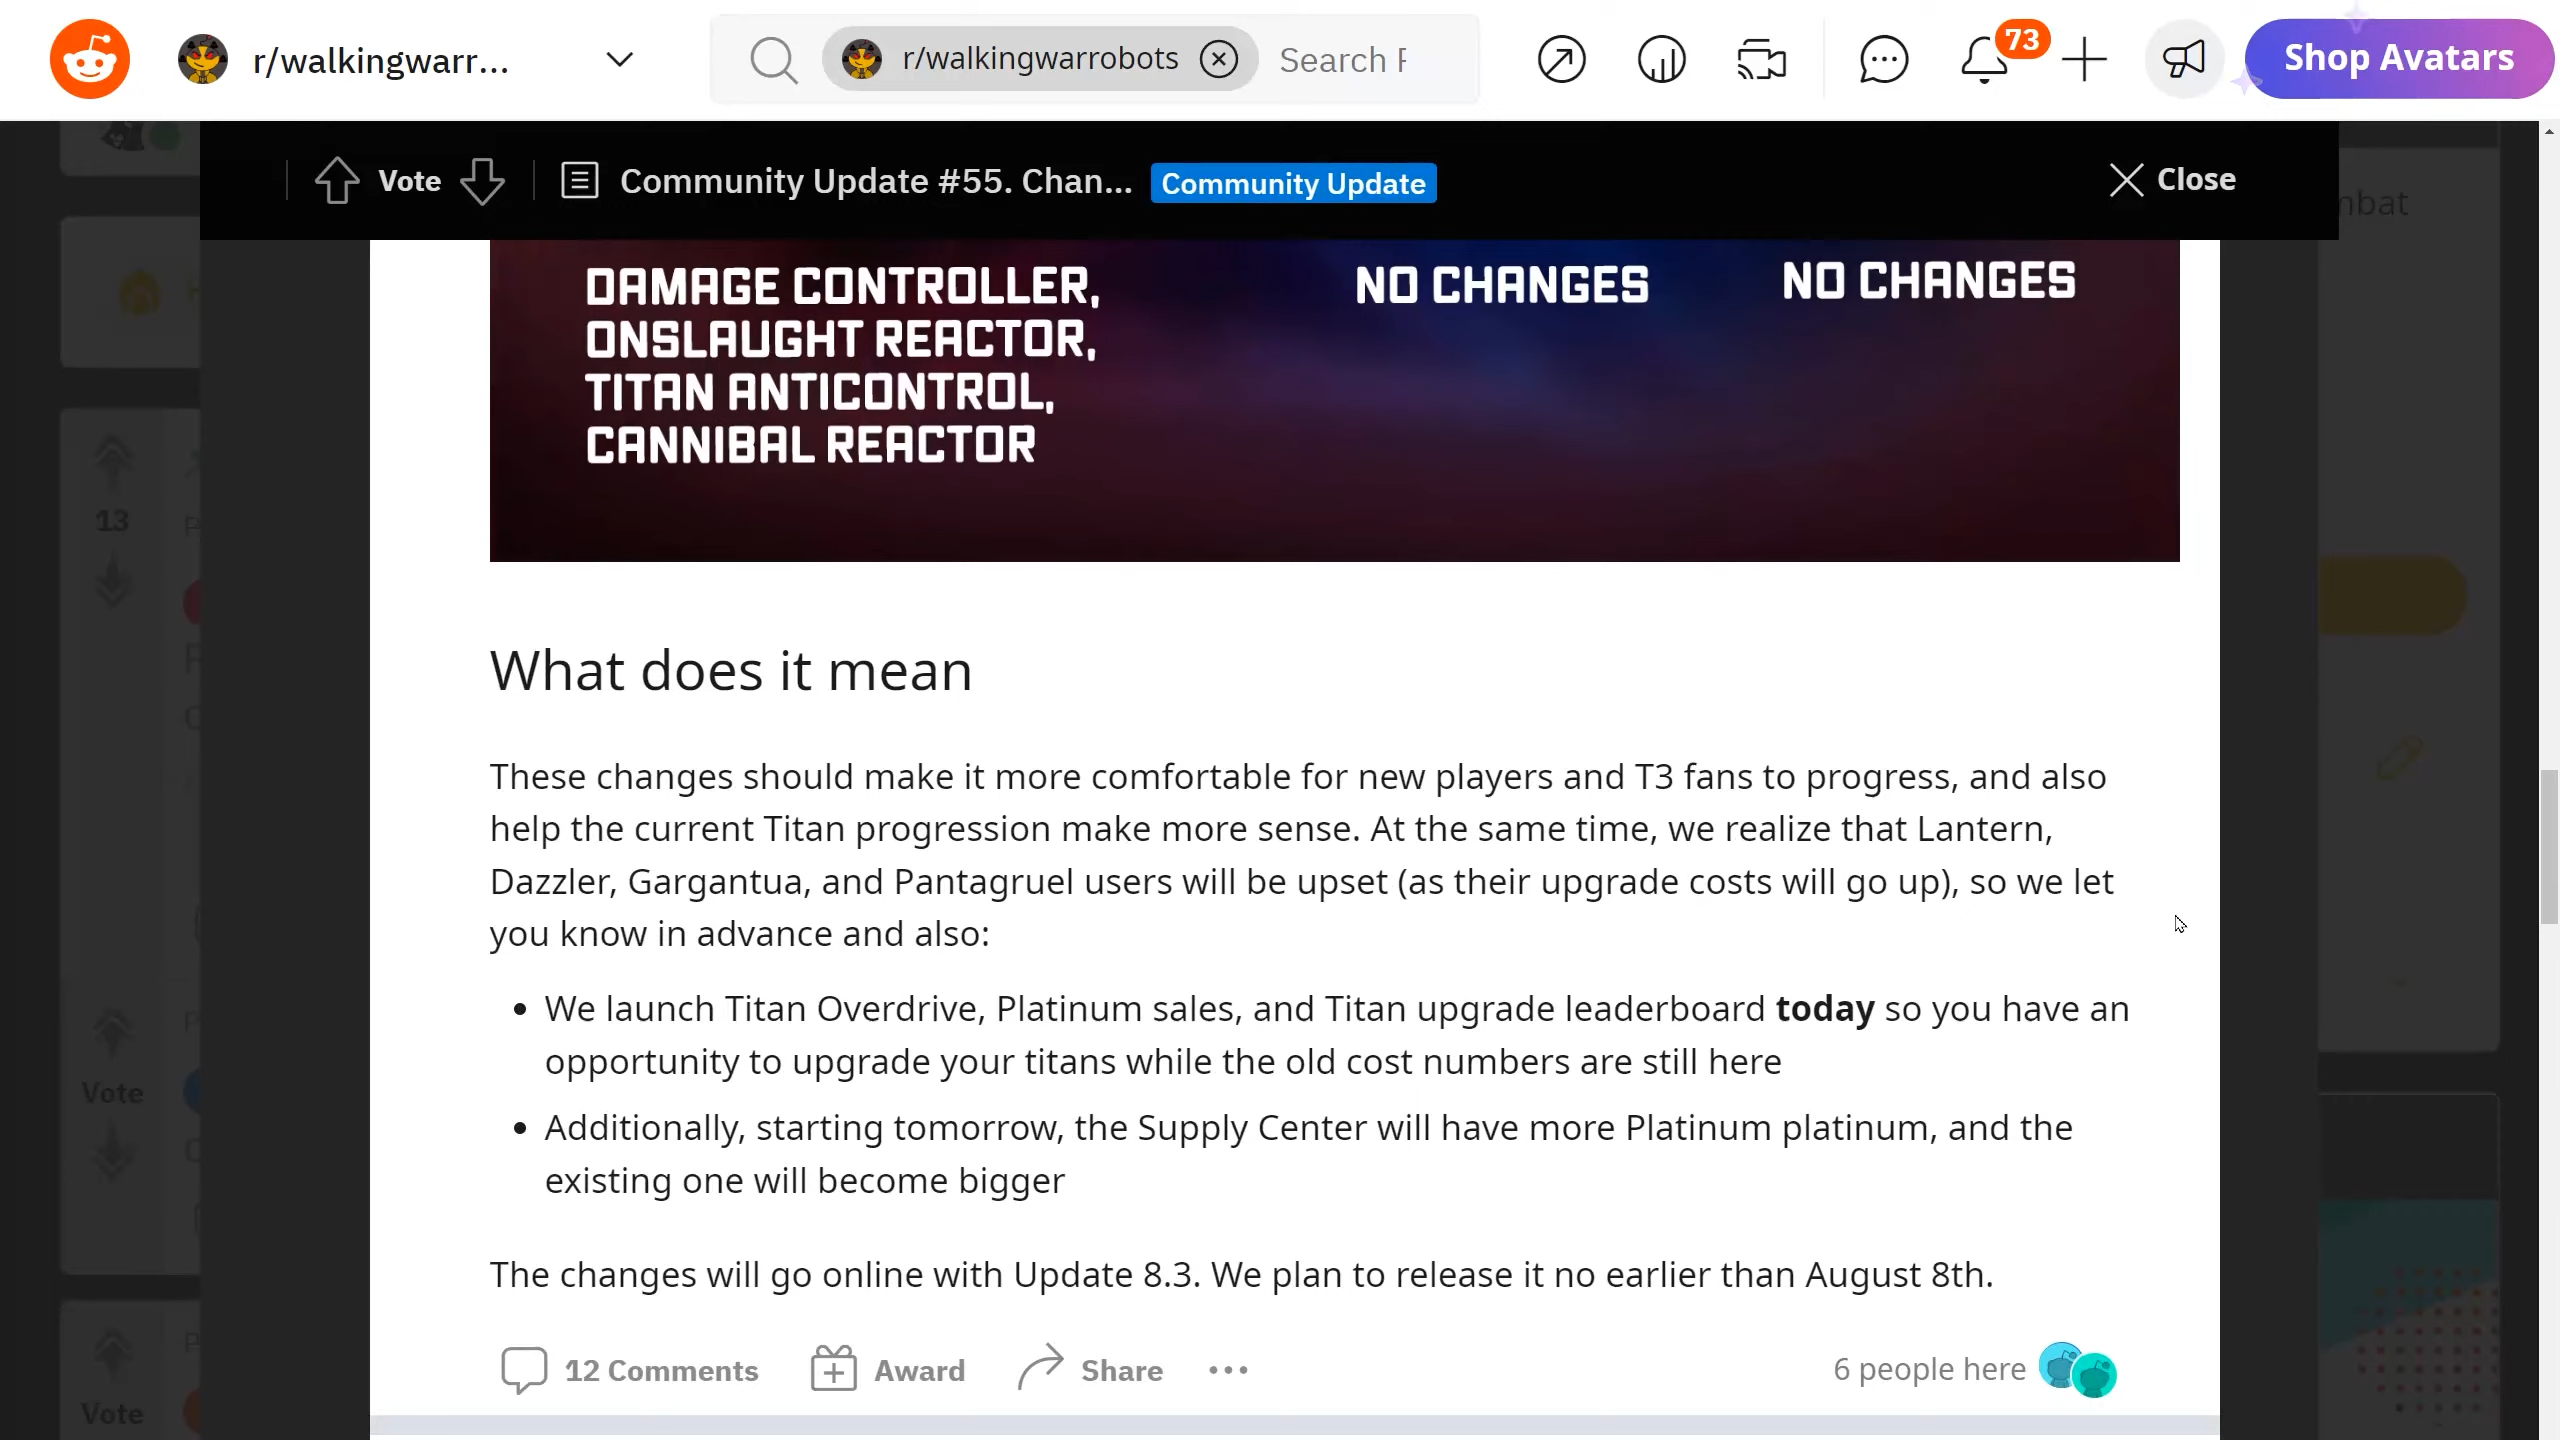 r/walkingwarr...
r/walkingwarrobots
Search F
73
Shop Avatars
Vote
Community Update #55. Chan...
Community Update
Close
mbat
DAMAGE CONTROLLER,
ONSLAUGHT REACTOR,
TITAN ANTICONTROL,
CANNIBAL REACTOR
NO CHANGES
NO CHANGES
13
What does it mean
These changes should make it more comfortable for new players and T3 fans to progress, and also
help the current Titan progression make more sense. At the same time, we realize that Lantern,
Dazzler, Gargantua, and Pantagruel users will be upset (as their upgrade costs will go up), so we let
you know in advance and also:
• We launch Titan Overdrive, Platinum sales, and Titan upgrade leaderboard today so you have an
opportunity to upgrade your titans while the old cost numbers are still here
• Additionally, starting tomorrow, the Supply Center will have more Platinum platinum, and the
existing one will become bigger
Vote
The changes will go online with Update 8.3. We plan to release it no earlier than August 8th.
12 Comments
Award
Share
6 people here
Vote